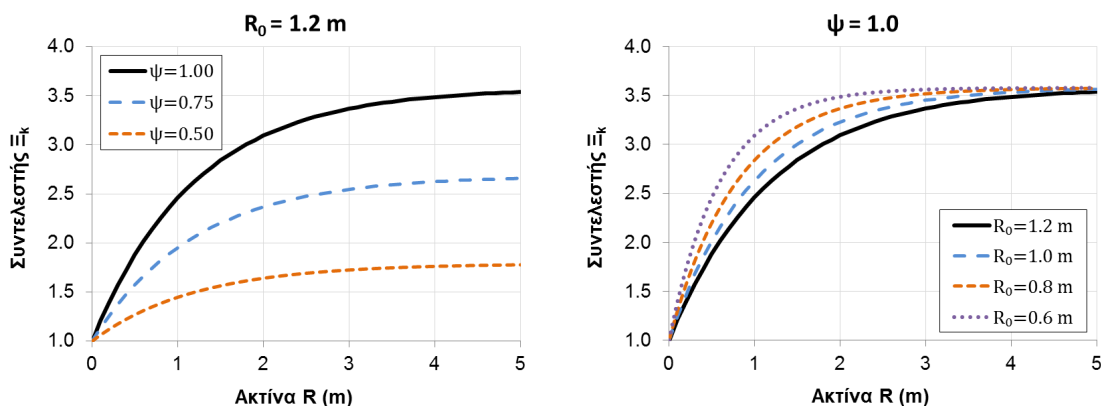 R₀ = 1.2 m
4.0
3.5
3.0
2.5
2.0
1.5
1.0
Συντελεστής Ξκ
ψ=1.00
ψ=0.75
ψ=0.50
0 1 2 3 4 5
Ακτίνα R (m)
ψ = 1.0
4.0
3.5
3.0
2.5
2.0
1.5
1.0
Συντελεστής Ξκ
R₀=1.2 m
R₀=1.0 m
R₀=0.8 m
R₀=0.6 m
0 1 2 3 4 5
Ακτίνα R (m)